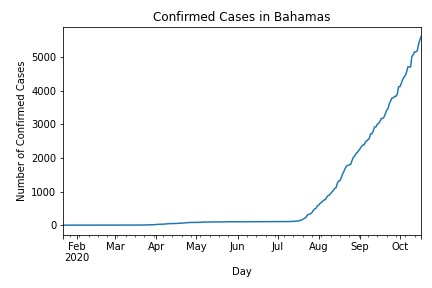 Confirmed Cases in Bahamas
Number of Confirmed Cases
5000
4000
3000
2000
1000
0
Feb Mar Apr May Jun Jul Aug Sep Oct
2020
Day